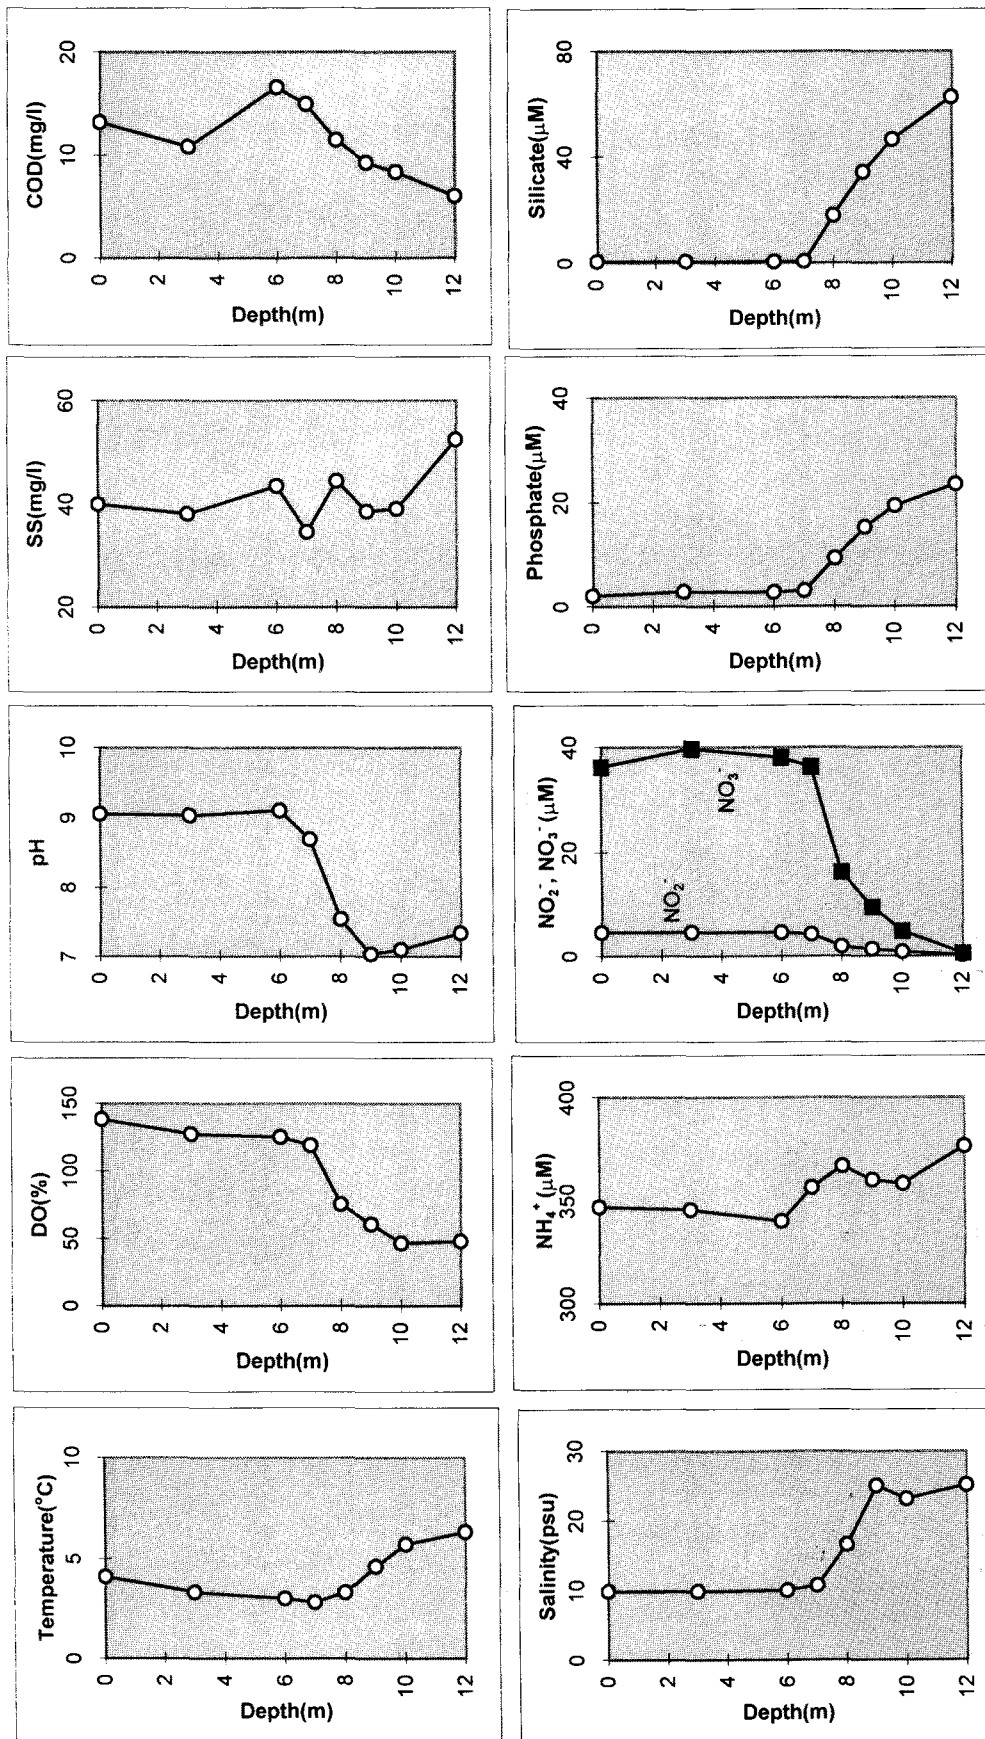 Temperature(°C)
0 5 10
Depth(m)
0
2
4
6
8
10
12
DO(%)
0 50 100 150
Depth(m)
0
2
4
6
8
10
12
pH
7 8 9 10
Depth(m)
0
2
4
6
8
10
12
SS(mg/l)
20 40 60
Depth(m)
0
2
4
6
8
10
12
COD(mg/l)
0 10 20
Depth(m)
0
2
4
6
8
10
12
Salinity(psu)
0 10 20 30
Depth(m)
0
2
4
6
8
10
12
NH₄⁺(μM)
300 350 400
Depth(m)
0
2
4
6
8
10
12
NO₂⁻, NO₃⁻(μM)
0 20 40
Depth(m)
0
2
4
6
8
10
12
NO₂⁻
NO₃⁻
Phosphate(μM)
0 20 40
Depth(m)
0
2
4
6
8
10
12
Silicate(μM)
0 40 80
Depth(m)
0
2
4
6
8
10
12